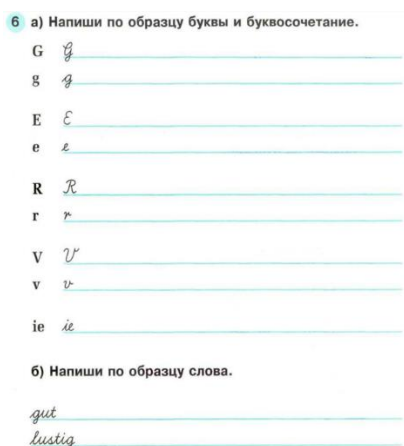 6 а) Напиши по образцу буквы и буквосочетание.
G G
g g
E E
e e
R R
r r
V V
v v
ie ie
б) Напиши по образцу слова.
gut
lustig